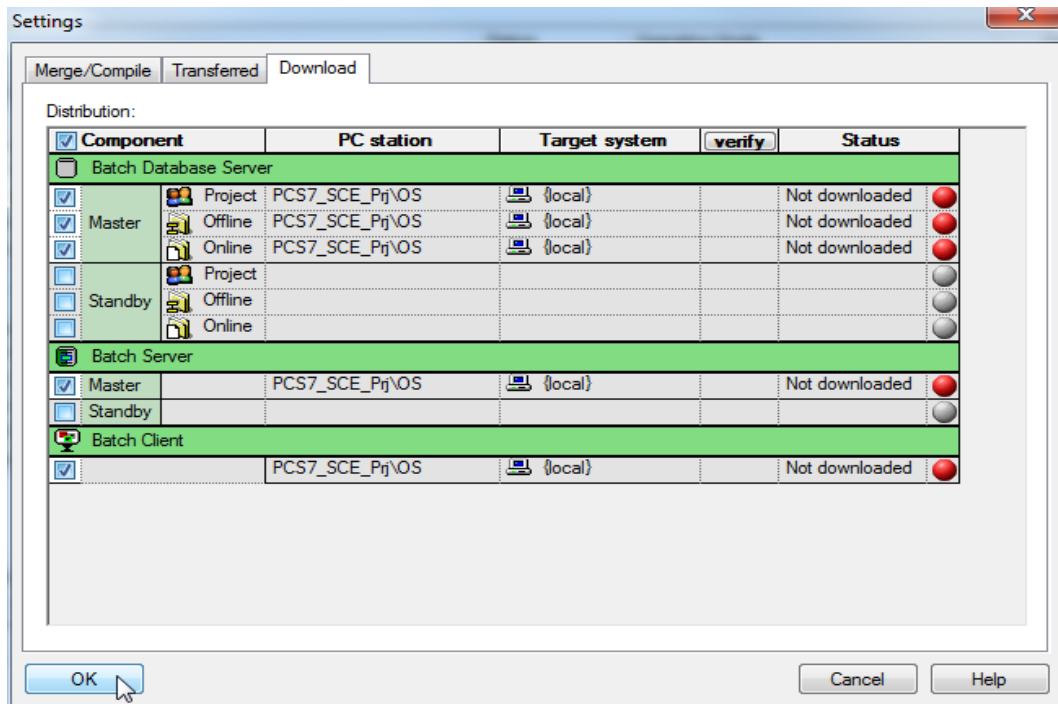 Settings
Merge/Compile Transferred Download
Distribution:
Component PC station Target system verify Status
Batch Database Server
Project PCS7_SCE_Prj\OS {local} Not downloaded
Master Offline PCS7_SCE_Prj\OS {local} Not downloaded
Online PCS7_SCE_Prj\OS {local} Not downloaded
Project
Standby Offline
Online
Batch Server
Master PCS7_SCE_Prj\OS {local} Not downloaded
Standby
Batch Client
PCS7_SCE_Prj\OS {local} Not downloaded
OK Cancel Help